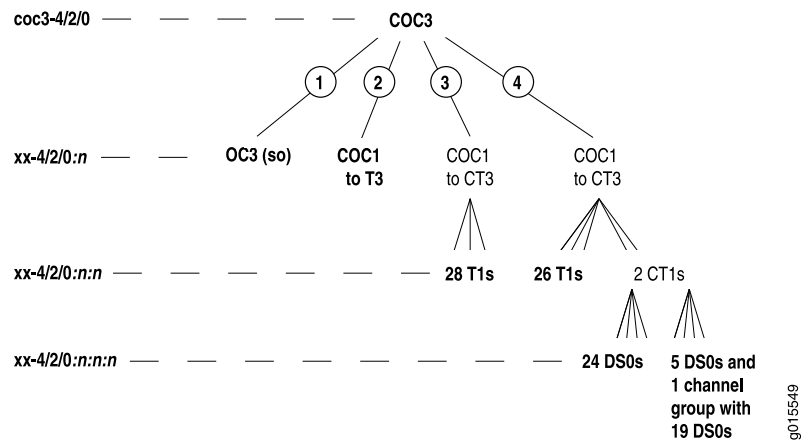 coc3-4/2/0
COC3
1
2
3
4
xx-4/2/0:n
OC3 (so)
COC1
to T3
COC1
to CT3
COC1
to CT3
xx-4/2/0:n:n
28 T1s
26 T1s
2 CT1s
xx-4/2/0:n:n:n
24 DS0s
5 DS0s and
1 channel
group with
19 DS0s
g015549